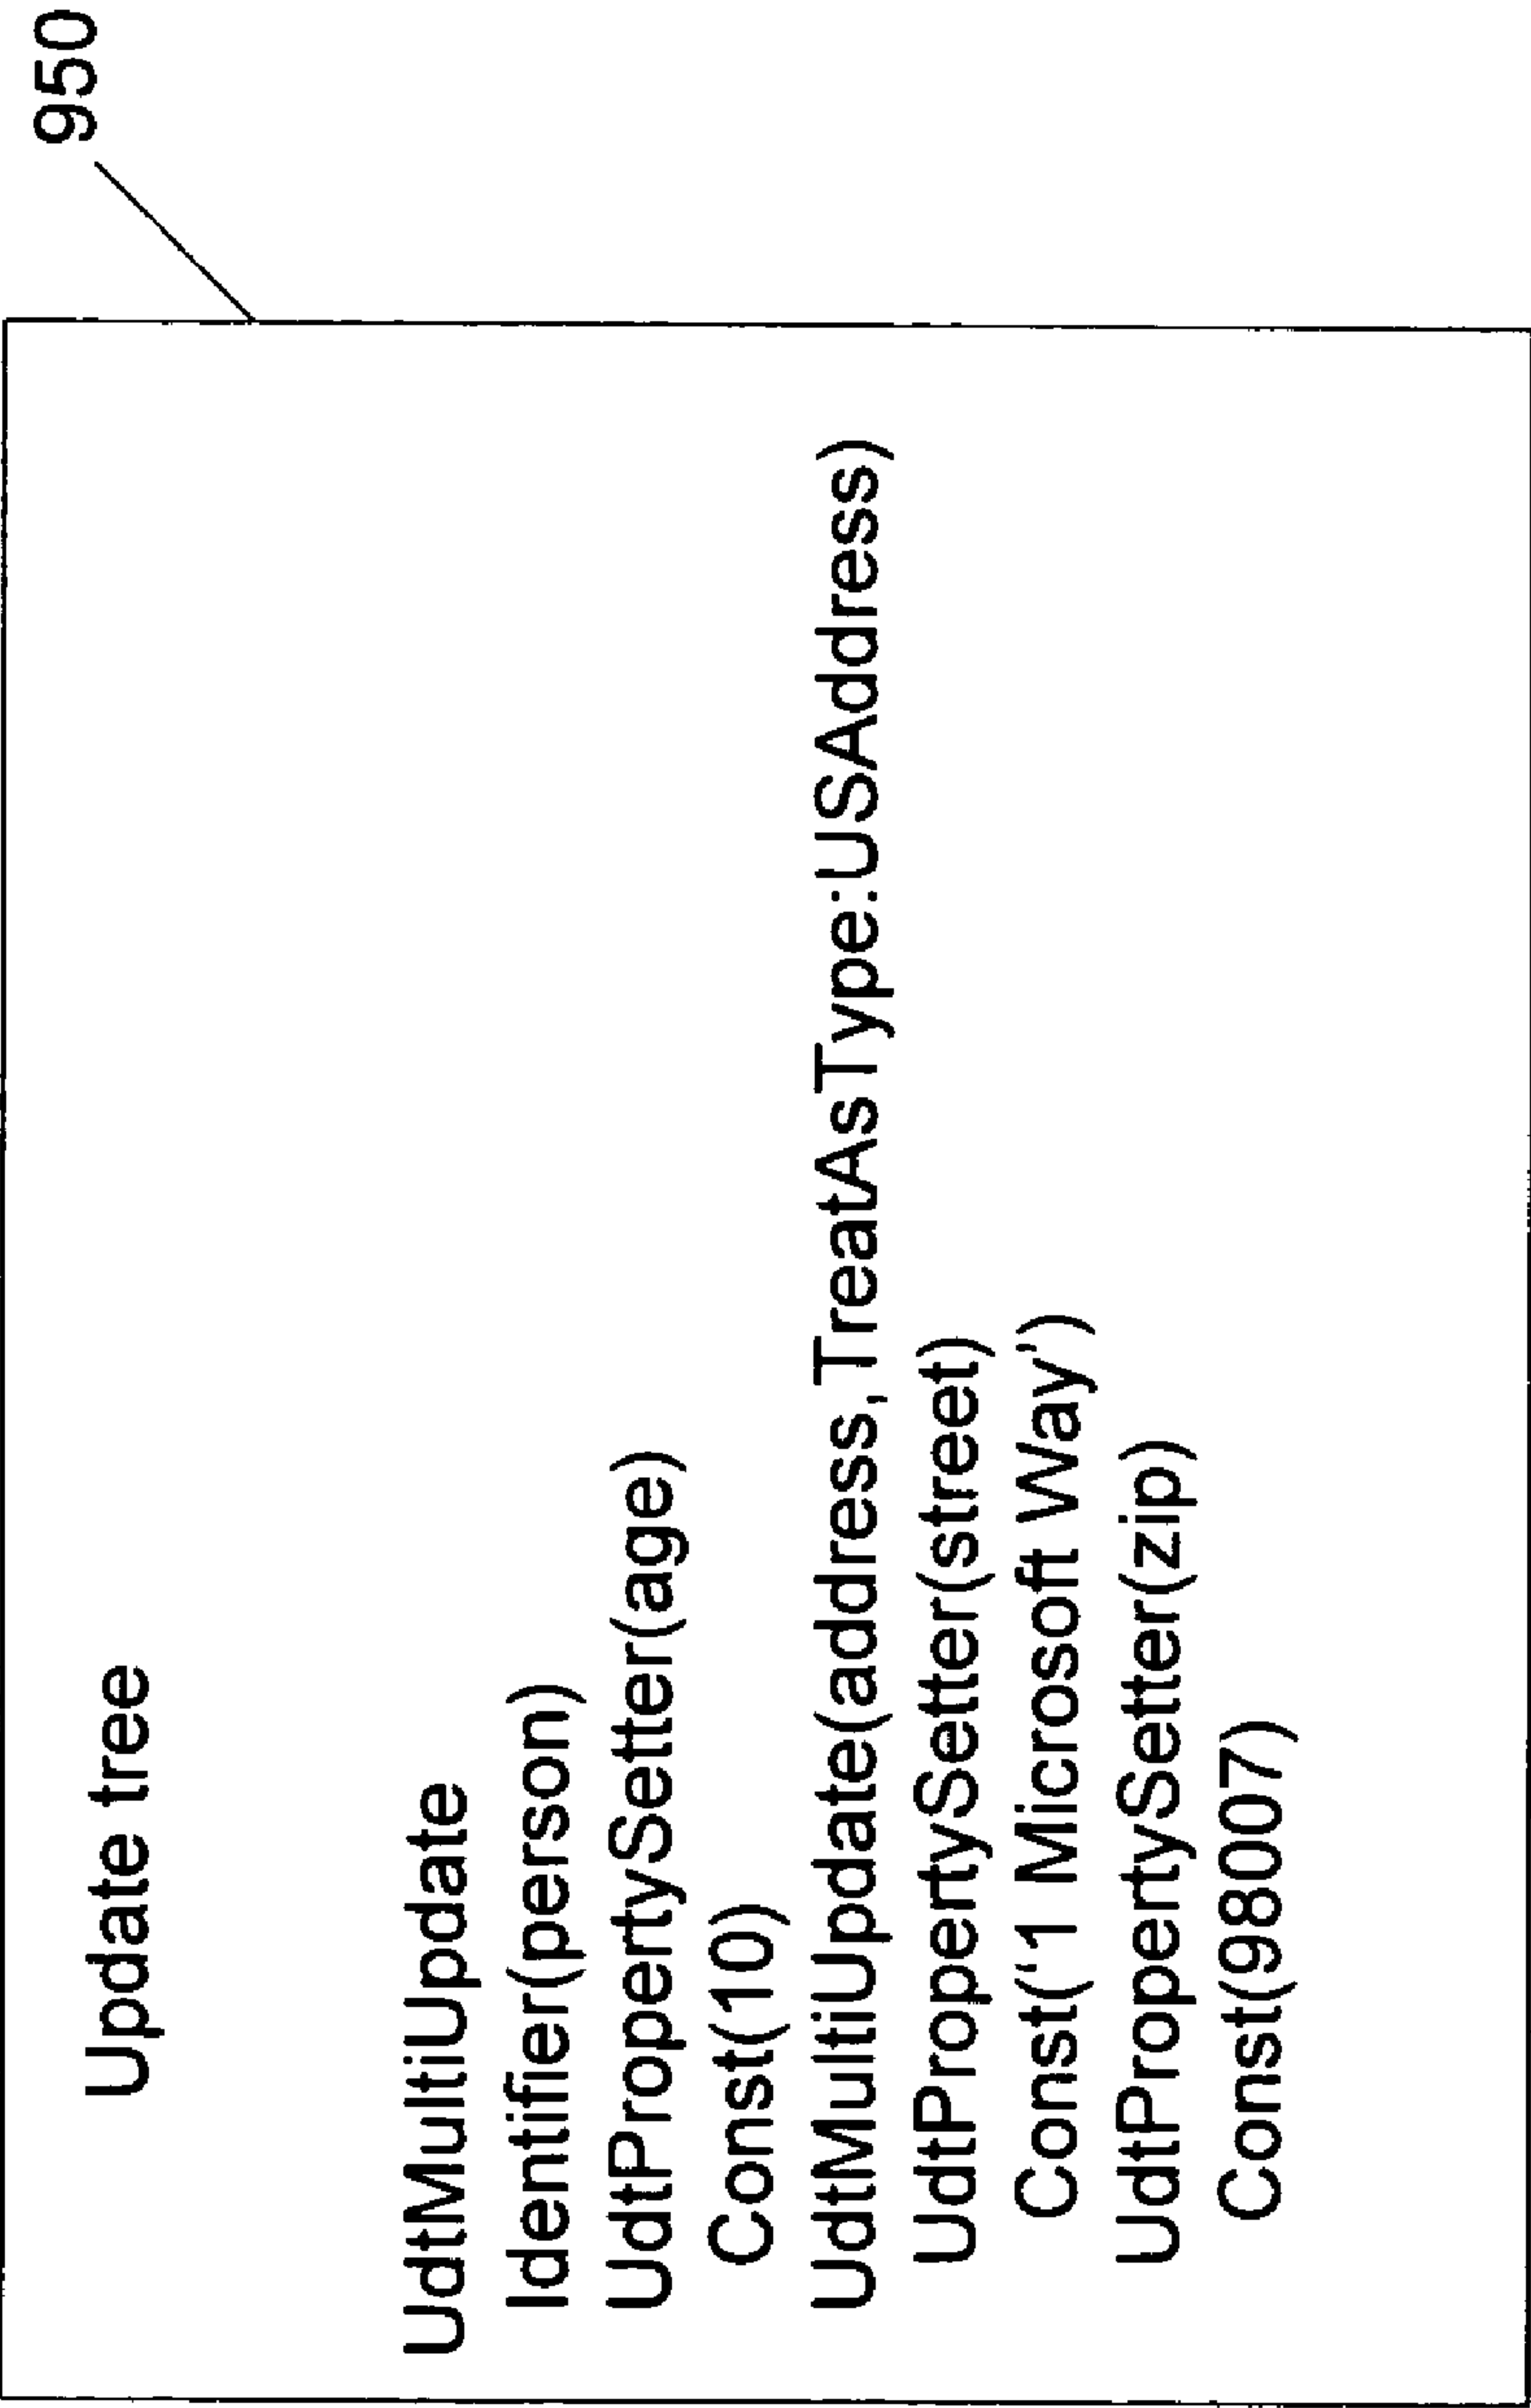 950
Update tree
UdtMultiUpdate
Identifier(person)
UdtPropertySetter(age)
Const(10)
UdtMultiUpdate(address,TreatAsType:USAddress)
UdtPropertySetter(street)
Const('1 Microsoft Way')
UdtPropertySetter(zip)
Const(98007)